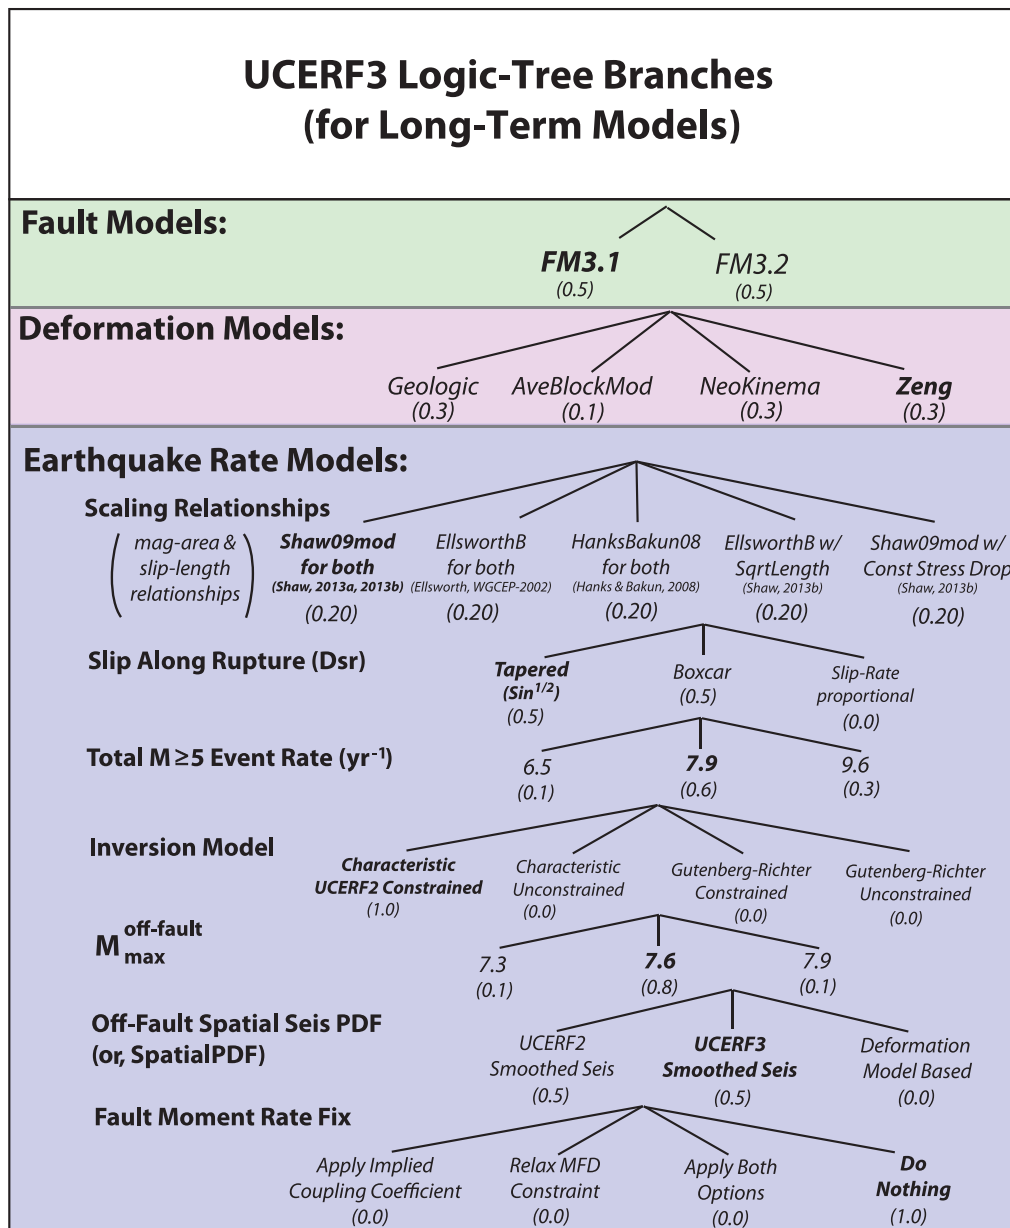 UCERF3 Logic-Tree Branches
(for Long-Term Models)
Fault Models:
FM3.1 FM3.2
(0.5) (0.5)
Deformation Models:
Geologic AveBlockMod NeoKinema Zeng
(0.3) (0.1) (0.3) (0.3)
Earthquake Rate Models:
Scaling Relationships
( mag-area & slip-length relationships )
Shaw09mod for both (Shaw, 2013a, 2013b) (0.20)
EllsworthB for both (Ellsworth, WGCEP-2002) (0.20)
HanksBakun08 for both (Hanks & Bakun, 2008) (0.20)
EllsworthB w/ SqrtLength (Shaw, 2013b) (0.20)
Shaw09mod w/ Const Stress Drop (Shaw, 2013b) (0.20)
Slip Along Rupture (Dsr)
Tapered (Sin^1/2) (0.5)
Boxcar (0.5)
Slip-Rate proportional (0.0)
Total M ≥5 Event Rate (yr^-1)
6.5 7.9 9.6
(0.1) (0.6) (0.3)
Inversion Model
Characteristic UCERF2 Constrained (1.0)
Characteristic Unconstrained (0.0)
Gutenberg-Richter Constrained (0.0)
Gutenberg-Richter Unconstrained (0.0)
M off-fault max
7.3 7.6 7.9
(0.1) (0.8) (0.1)
Off-Fault Spatial Seis PDF
(or, SpatialPDF)
UCERF2 Smoothed Seis (0.5)
UCERF3 Smoothed Seis (0.5)
Deformation Model Based (0.0)
Fault Moment Rate Fix
Apply Implied Coupling Coefficient (0.0)
Relax MFD Constraint (0.0)
Apply Both Options (0.0)
Do Nothing (1.0)